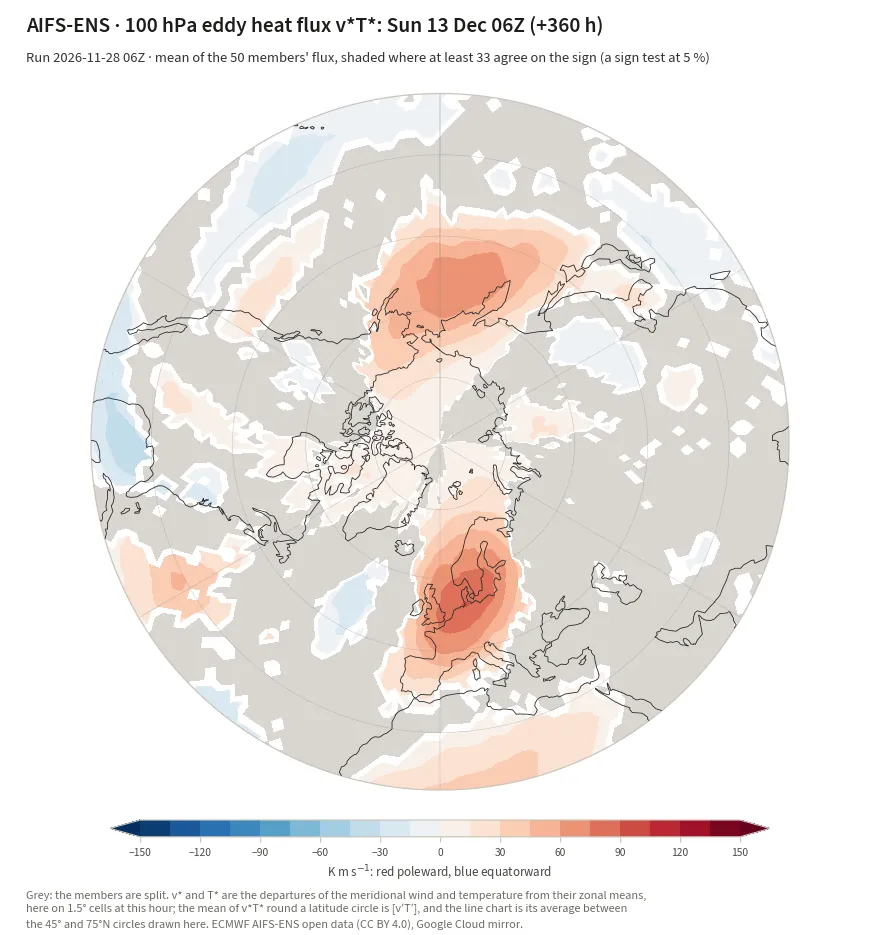 AIFS-ENS · 100 hPa eddy heat flux v*T*: Sun 13 Dec 06Z (+360 h)
Run 2026-11-28 06Z · mean of the 50 members' flux, shaded where at least 33 agree on the sign (a sign test at 5 %)
−150 −120 −90 −60 −30 0 30 60 90 120 150
K m s⁻¹: red poleward, blue equatorward
Grey: the members are split. v* and T* are the departures of the meridional wind and temperature from their zonal means,
here on 1.5° cells at this hour; the mean of v*T* round a latitude circle is [v'T'], and the line chart is its average between
the 45° and 75°N circles drawn here. ECMWF AIFS-ENS open data (CC BY 4.0), Google Cloud mirror.